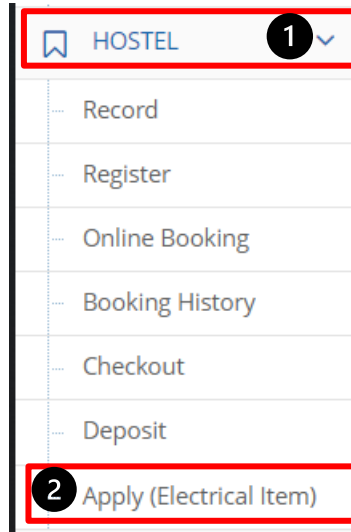 HOSTEL 1
Record
Register
Online Booking
Booking History
Checkout
Deposit
2 Apply (Electrical Item)